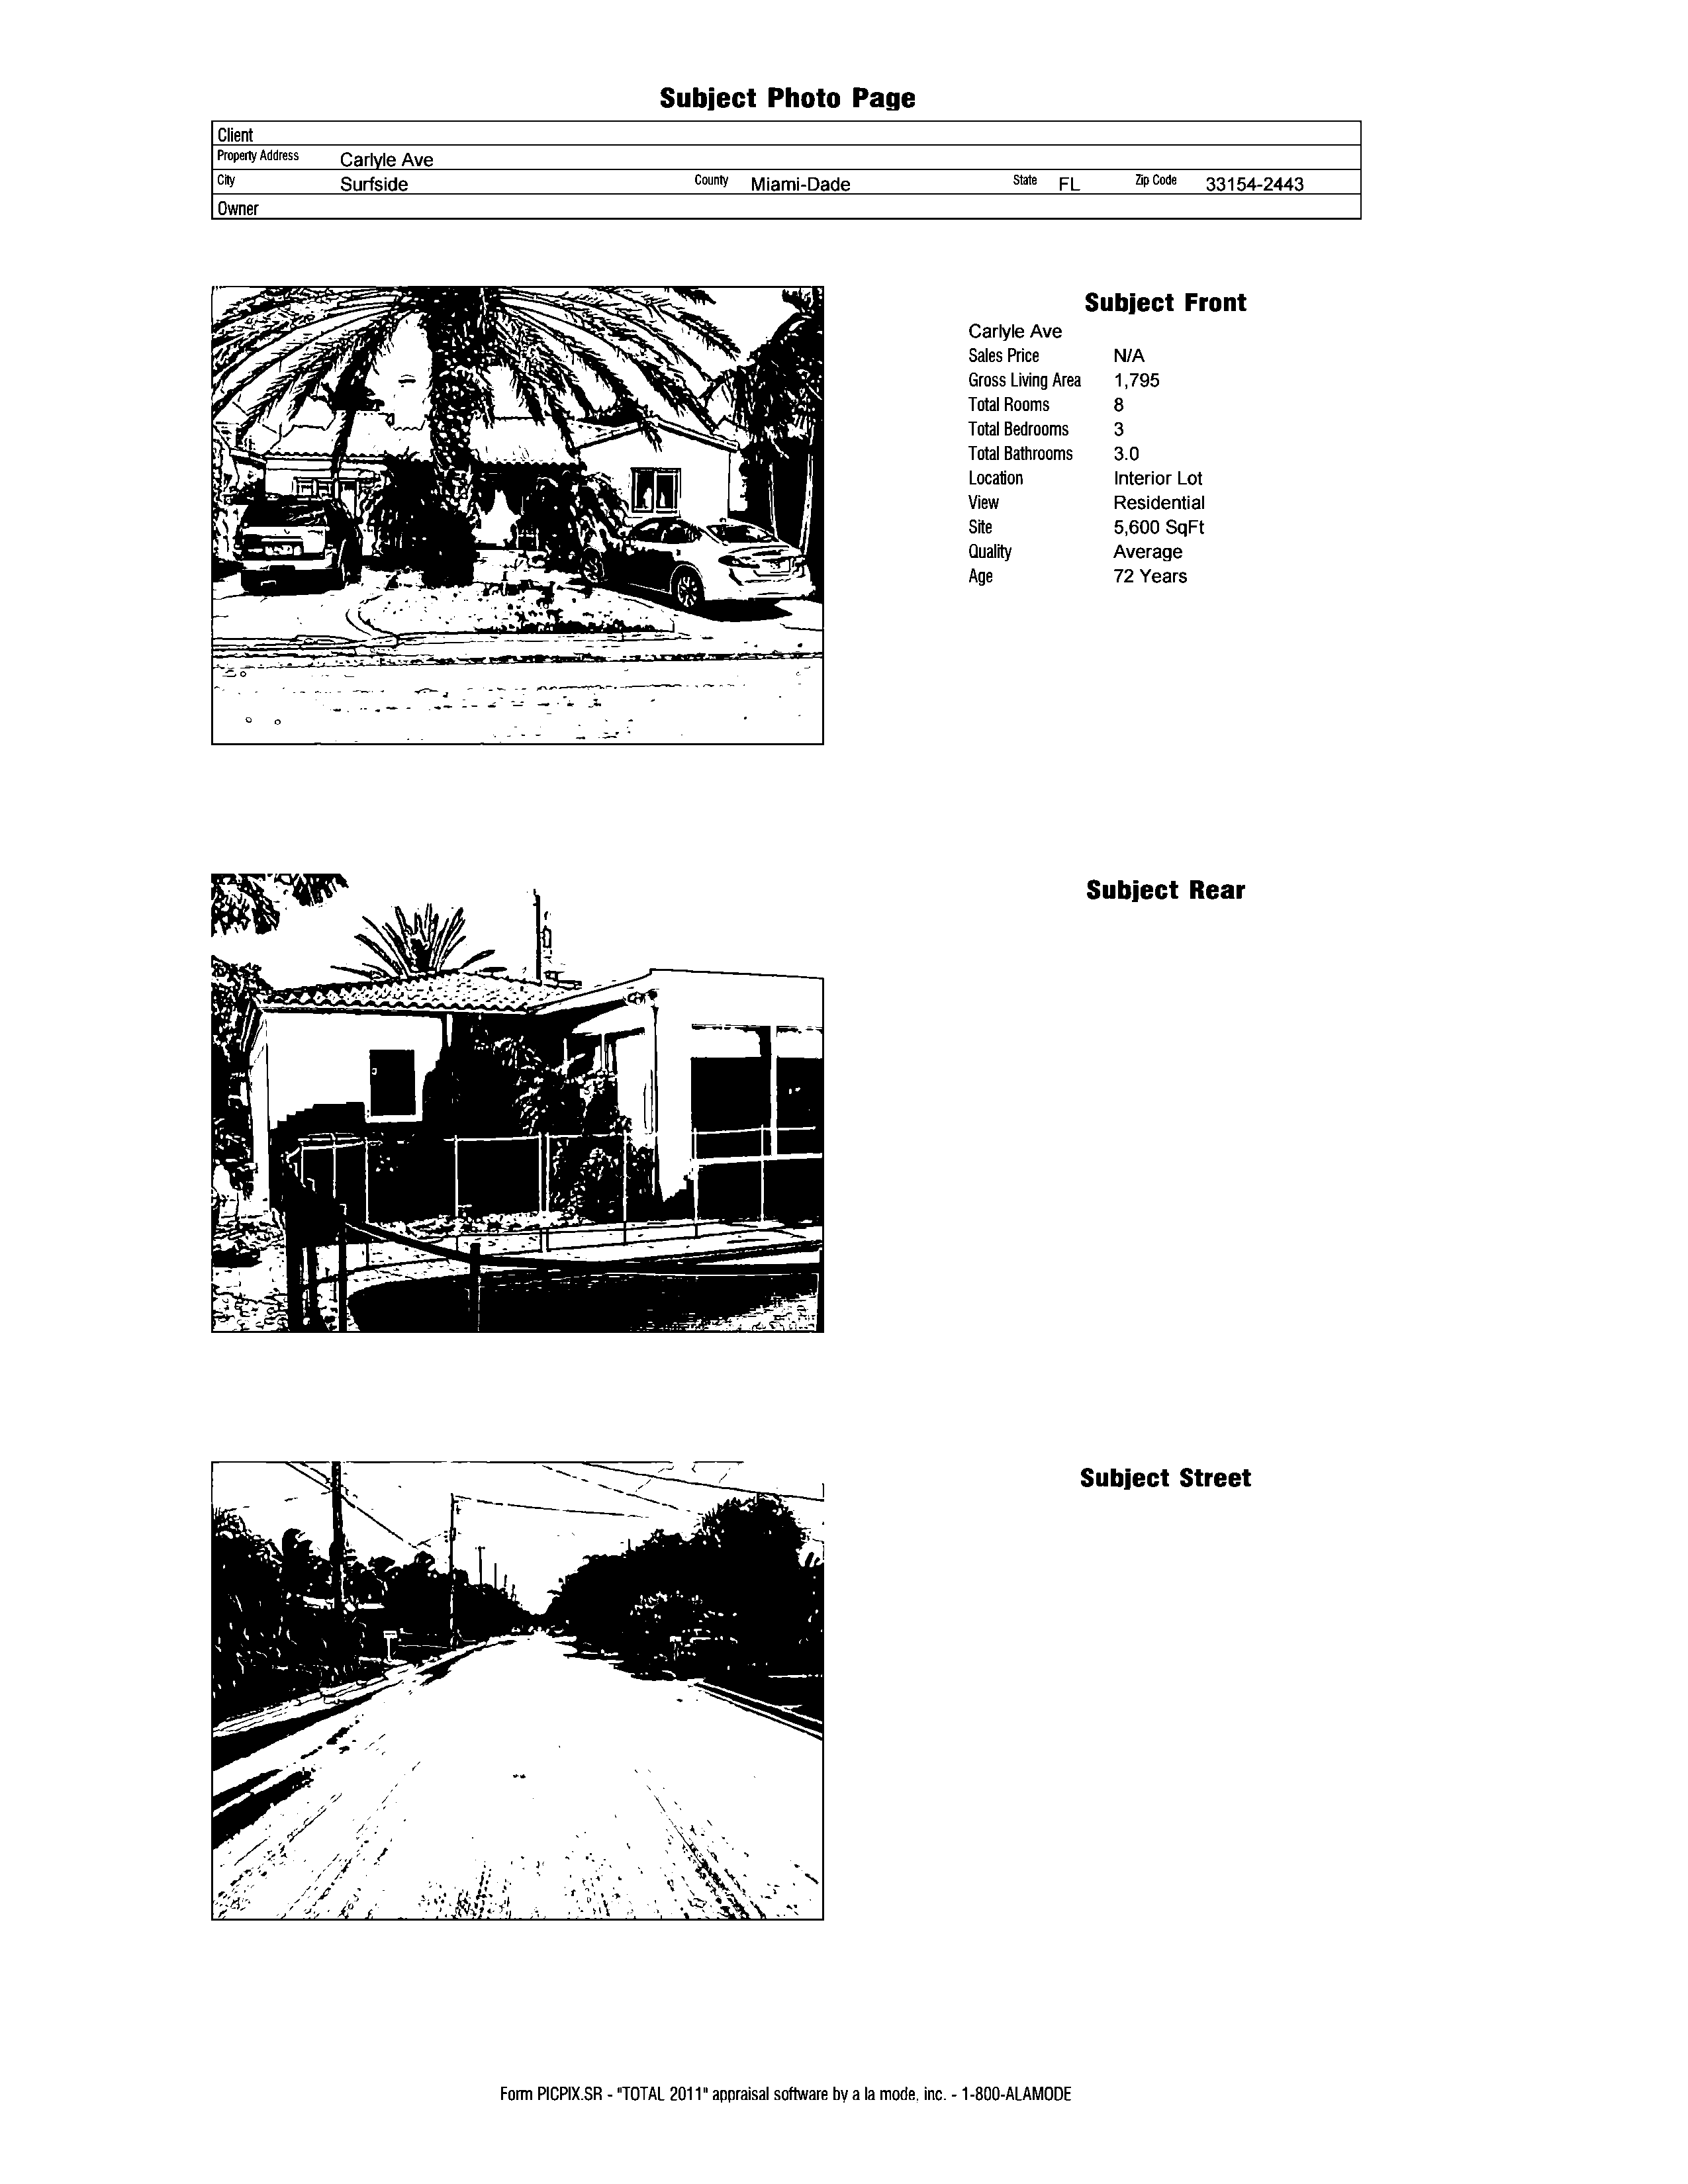 Subject Photo Page
Client
Property Address Carlyle Ave
City Surfside County Miami-Dade State FL Zip Code 33154-2443
Owner
Subject Front
Carlyle Ave
Sales Price N/A
Gross Living Area 1,795
Total Rooms 8
Total Bedrooms 3
Total Bathrooms 3.0
Location Interior Lot
View Residential
Site 5,600 SqFt
Quality Average
Age 72 Years
Subject Rear
Subject Street
Form PICPIX.SR - "TOTAL 2011" appraisal software by a la mode, inc. - 1-800-ALAMODE